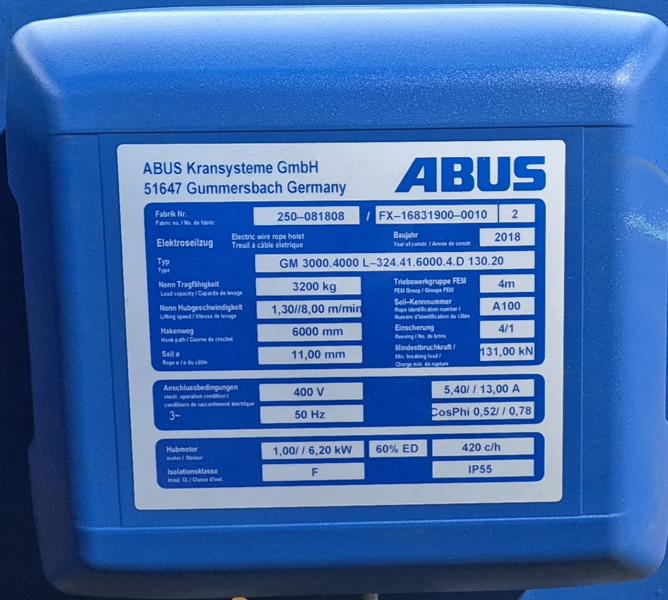 ABUS Kransysteme GmbH
51647 Gummersbach Germany
ABUS
Fabrik Nr.
Fabric no. / No. de fabric
250–081808 / FX–16831900–0010 2
Elektroseilzug
Electric wire rope hoist
Treuil à câble életrique
Baujahr
Year of constr. / Annee de constr.
2018
Typ
Type
GM 3000.4000 L–324.41.6000.4.D 130.20
Nenn Tragfähigkeit
Load capacity / Capacité de levage
3200 kg
Triebswerkgruppe FEM
FEM Group / Groupe FEM
4m
Nenn Hubgeschwindigkeit
Lifting speed / Vitesse de levage
1,30//8,00 m/min
Seil-Kennnummer
Rope identification number /
Numero d'identification du câble
A100
Hakenweg
Hook path / Course de crochet
6000 mm
Einscherung
Reeving / No. de brins
4/1
Seil ø
Rope ø / ø du câble
11,00 mm
Mindestbruchkraft /
Min. breaking load /
Charge min. de rupture
131,00 kN
Anschlussbedingungen
electr. operation condition /
conditions de raccordement électrique
3~
400 V
5,40/ / 13,00 A
50 Hz
CosPhi 0,52/ / 0,78
Hubmotor
motor / Moteur
1,00/ / 6,20 kW 60% ED 420 c/h
Isolationsklasse
Insul. Cl. / Classe d'isol.
F
IP55